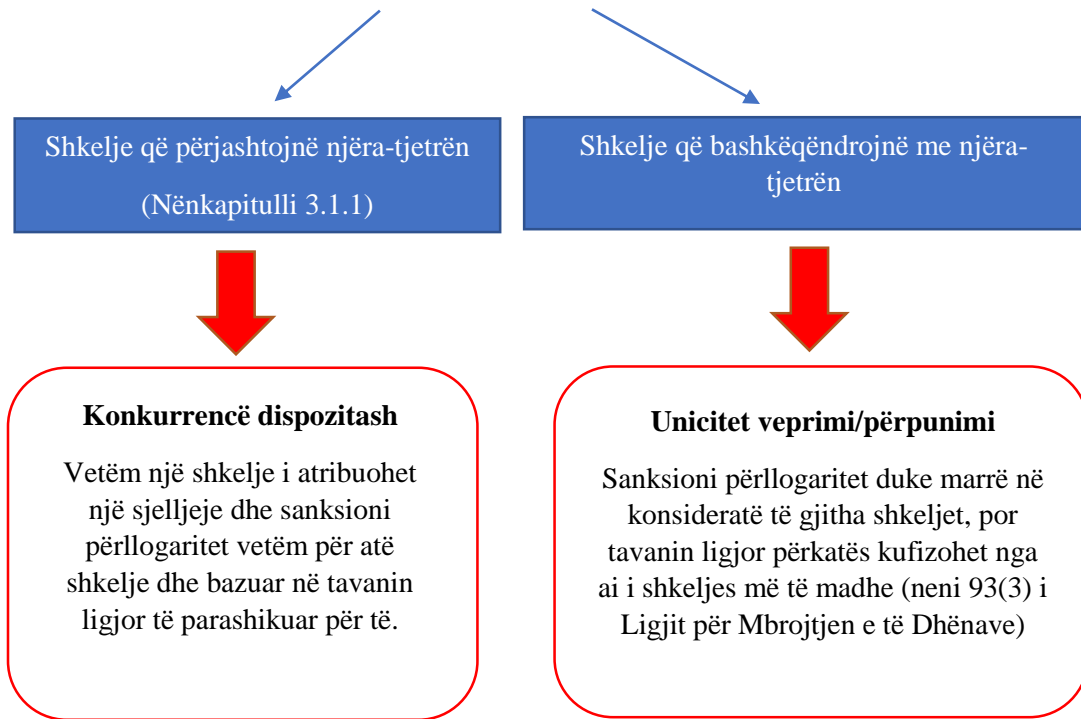 Shkelje që përjashtojnë njëra-tjetrën
(Nënkapitulli 3.1.1)
Shkelje që bashkëqëndrojnë me njëra-
tjetrën
Konkurrencë dispozitash
Vetëm një shkelje i atribuohet
një sjelljeje dhe sanksioni
përllogaritet vetëm për atë
shkelje dhe bazuar në tavanin
ligjor të parashikuar për të.
Unicitet veprimi/përpunimi
Sanksioni përllogaritet duke marrë në
konsideratë të gjitha shkeljet, por
tavanin ligjor përkatës kufizohet nga
ai i shkeljes më të madhe (neni 93(3) i
Ligjit për Mbrojtjen e të Dhënave)